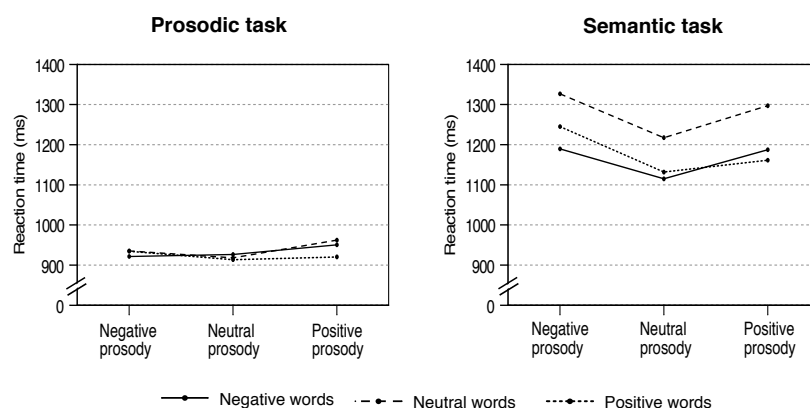 Prosodic task
Semantic task
Reaction time (ms)
1400
1300
1200
1100
1000
900
0
Negative prosody
Neutral prosody
Positive prosody
Reaction time (ms)
1400
1300
1200
1100
1000
900
0
Negative prosody
Neutral prosody
Positive prosody
Negative words
Neutral words
Positive words